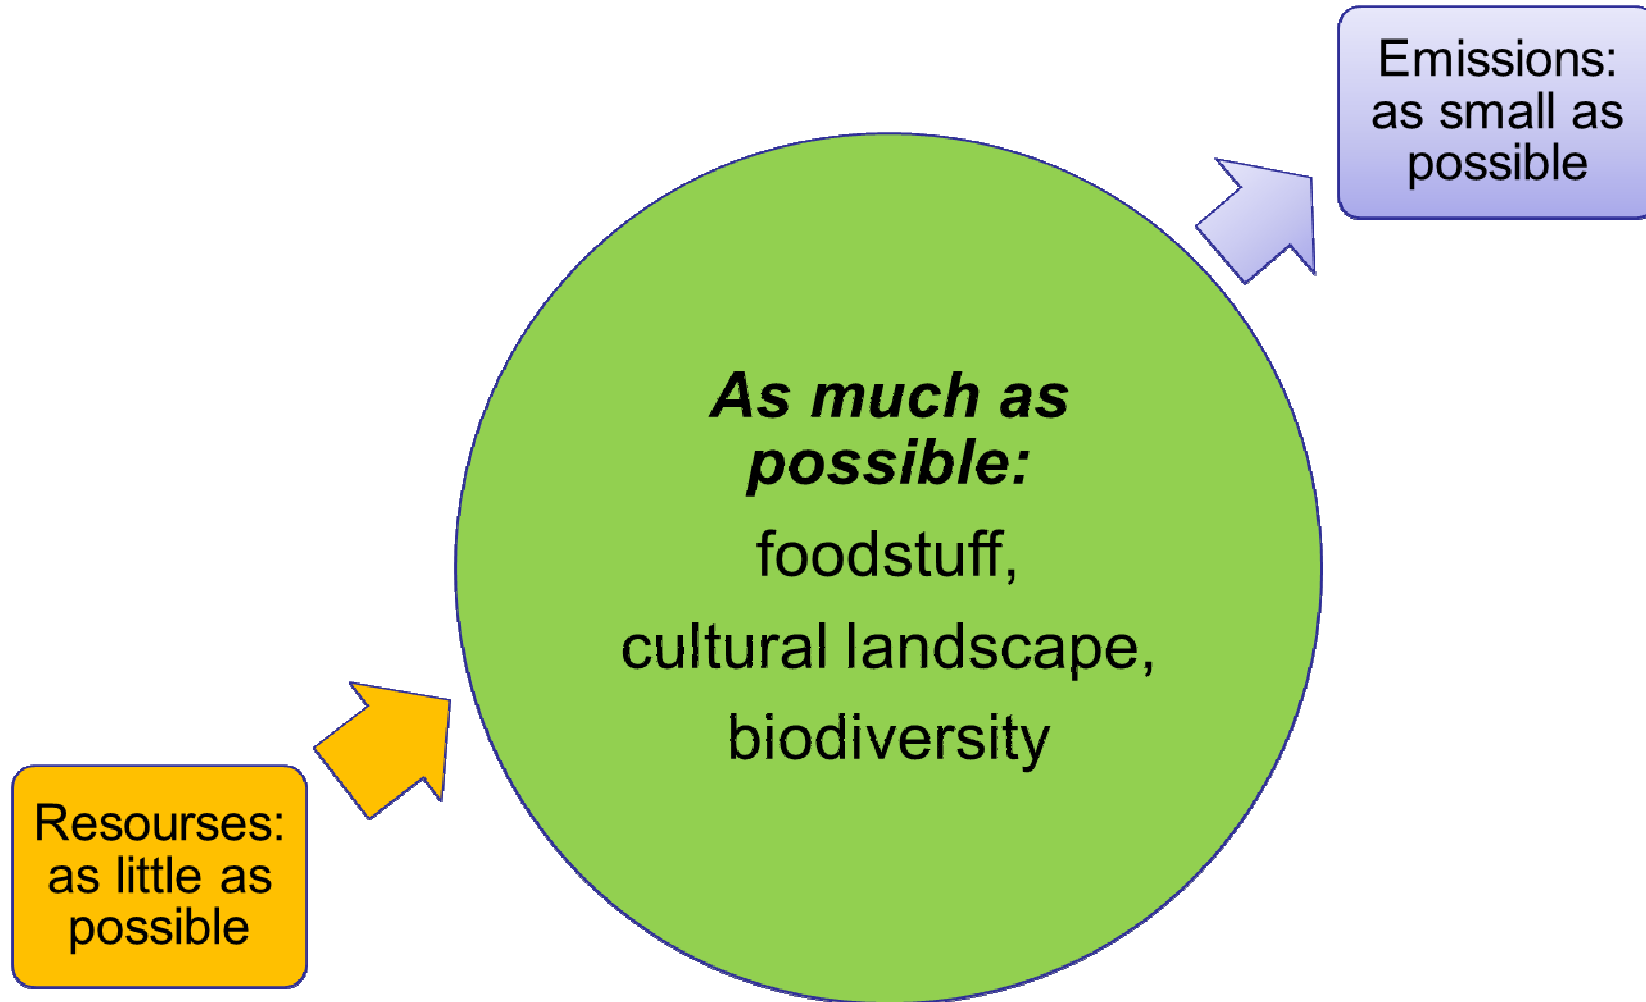 Emissions:
as small as
possible
As much as
possible:
foodstuff,
cultural landscape,
biodiversity
Resourses:
as little as
possible